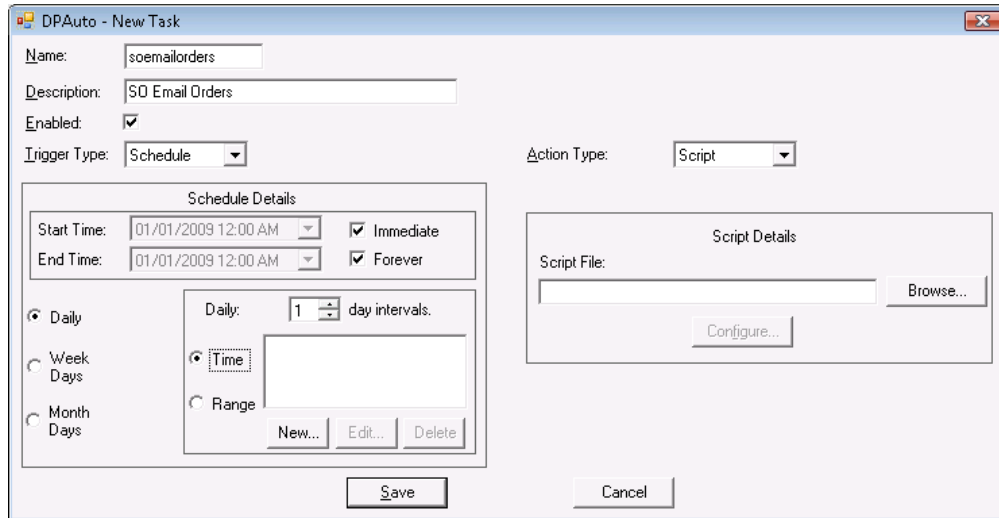 DPAuto - New Task
Name: soemailorders
Description: SO Email Orders
Enabled:
Trigger Type: Schedule
Action Type: Script
Schedule Details
Start Time: 01/01/2009 12:00 AM Immediate
End Time: 01/01/2009 12:00 AM Forever
Daily
Week Days
Month Days
Daily: 1 day intervals.
Time
Range
New... Edit... Delete
Script Details
Script File:
Browse...
Configure...
Save Cancel